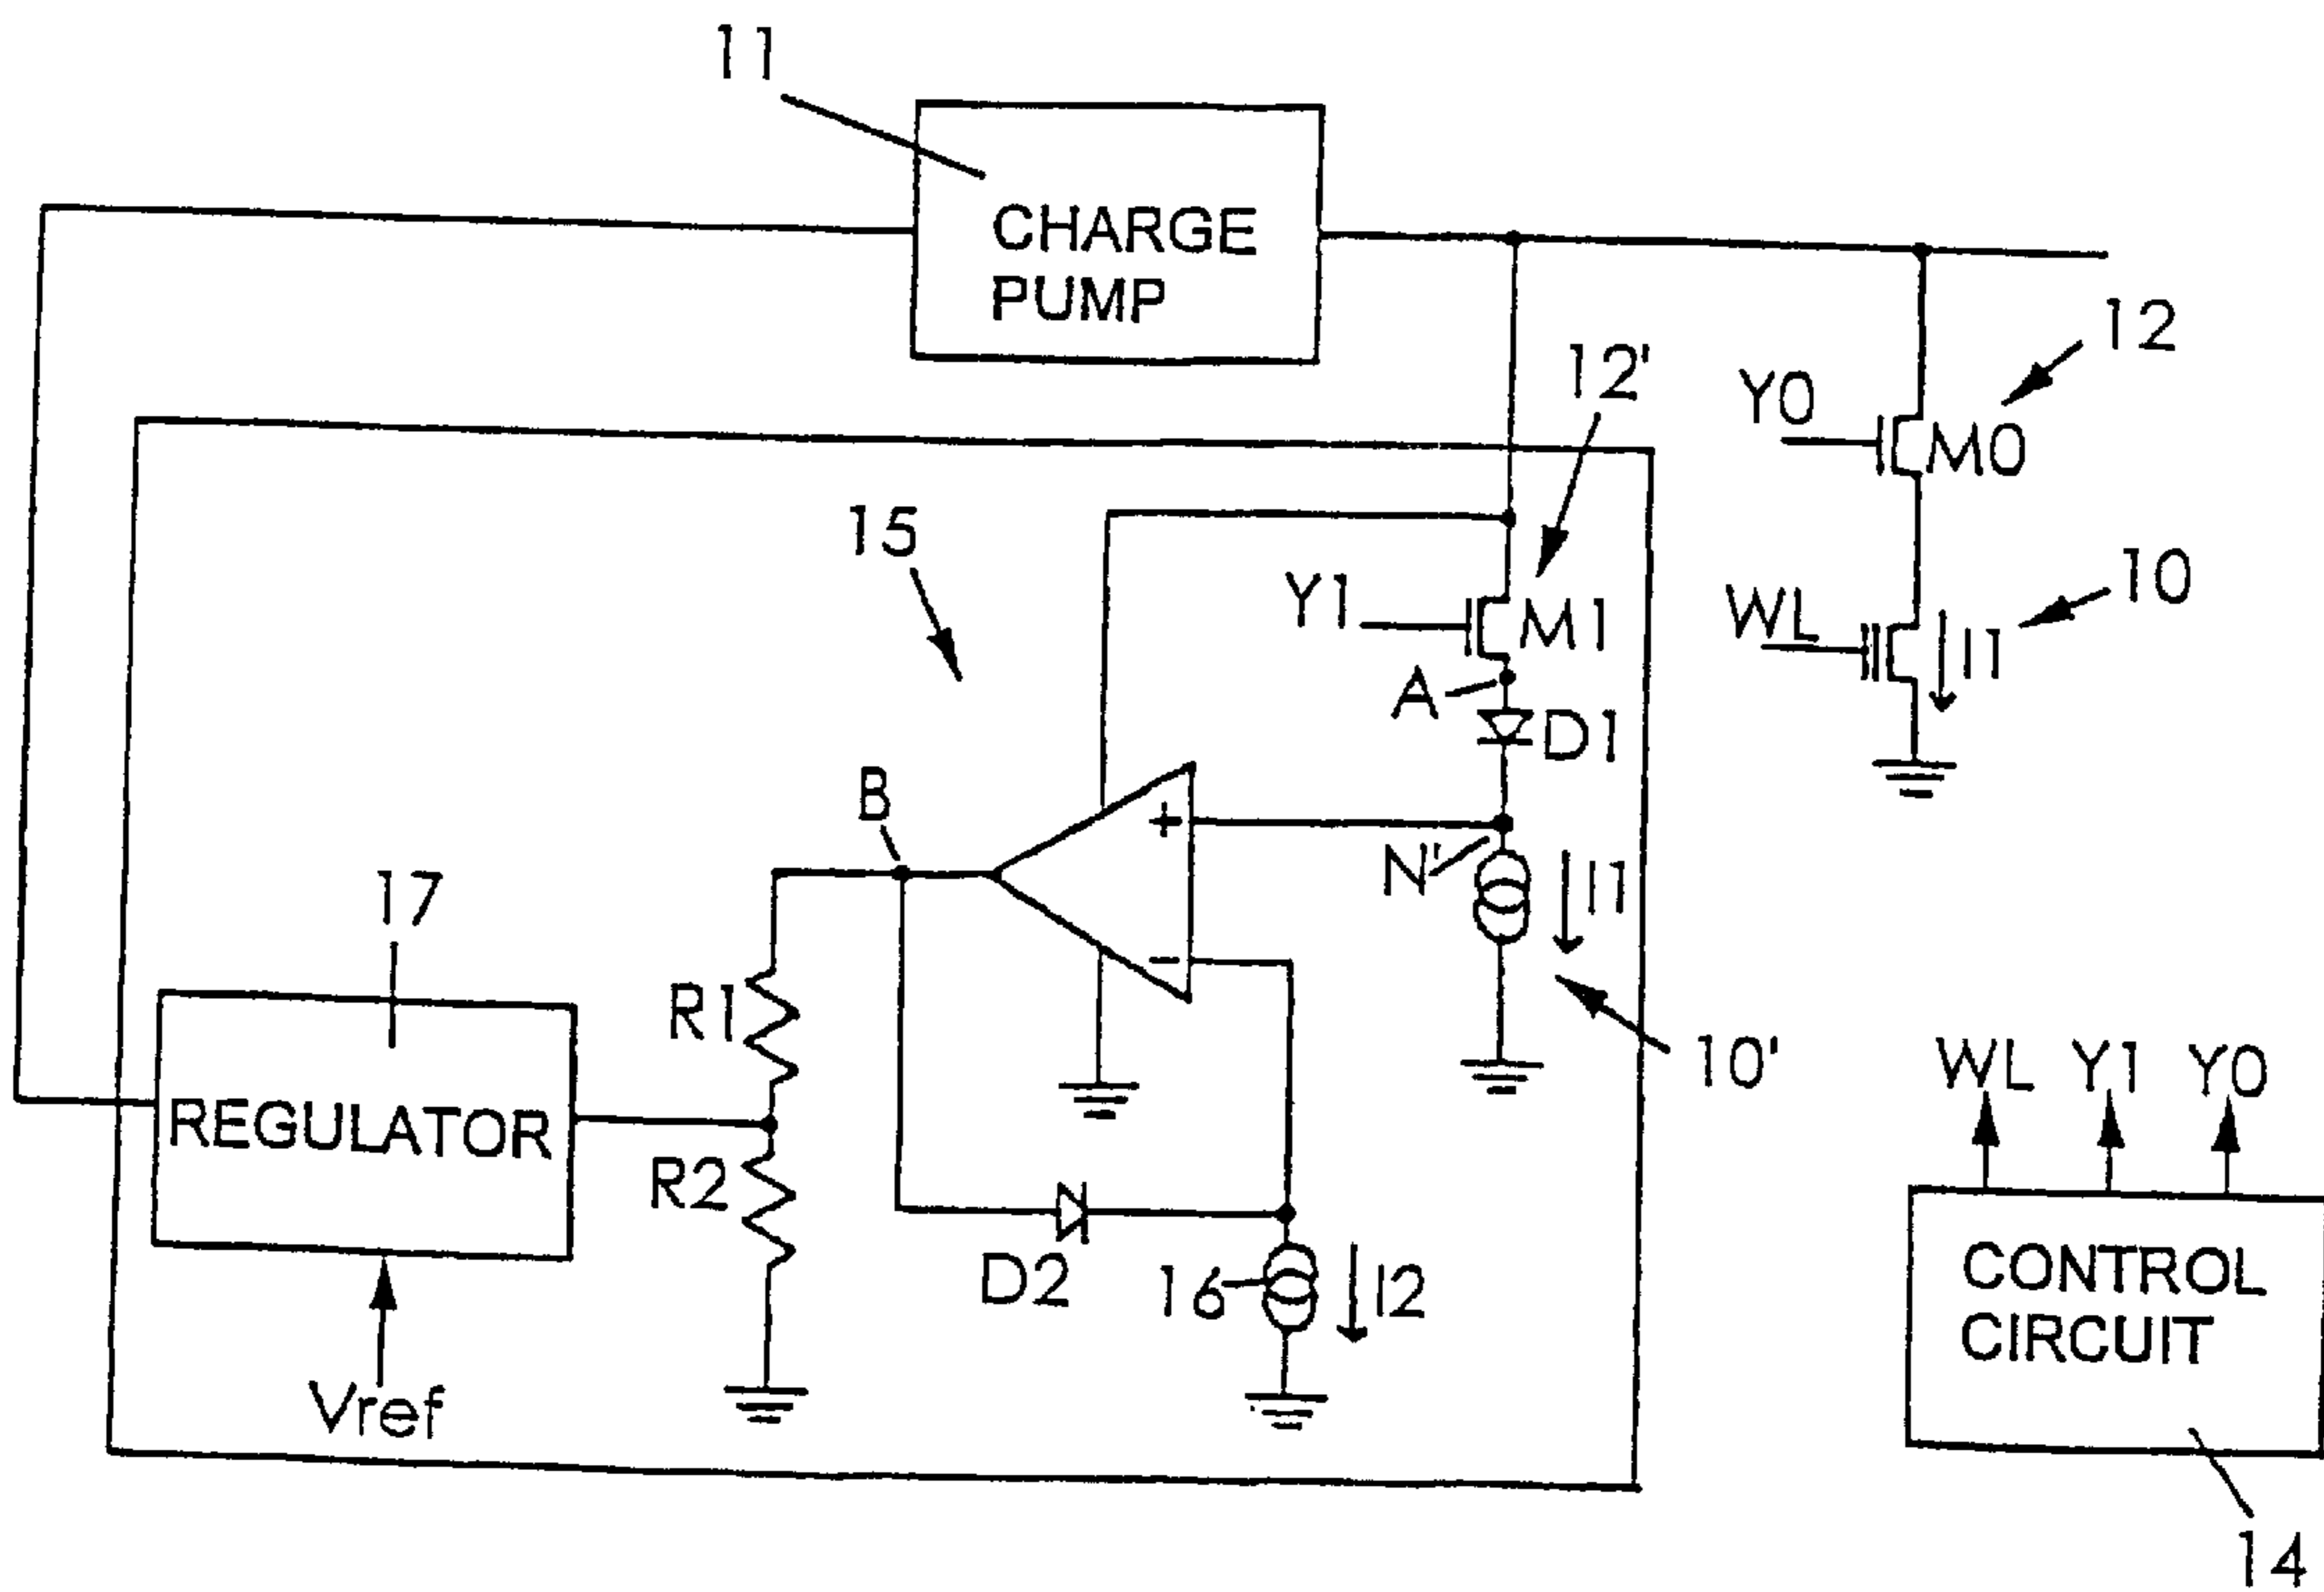 11
CHARGE
PUMP
12
12'
Y0
M0
15
10
Y1
M1
WL
I1
A
D1
B
+
N'
I1
17
-
R1
10'
WL Y1 Y0
REGULATOR
R2
D2
16
I2
CONTROL
CIRCUIT
Vref
14